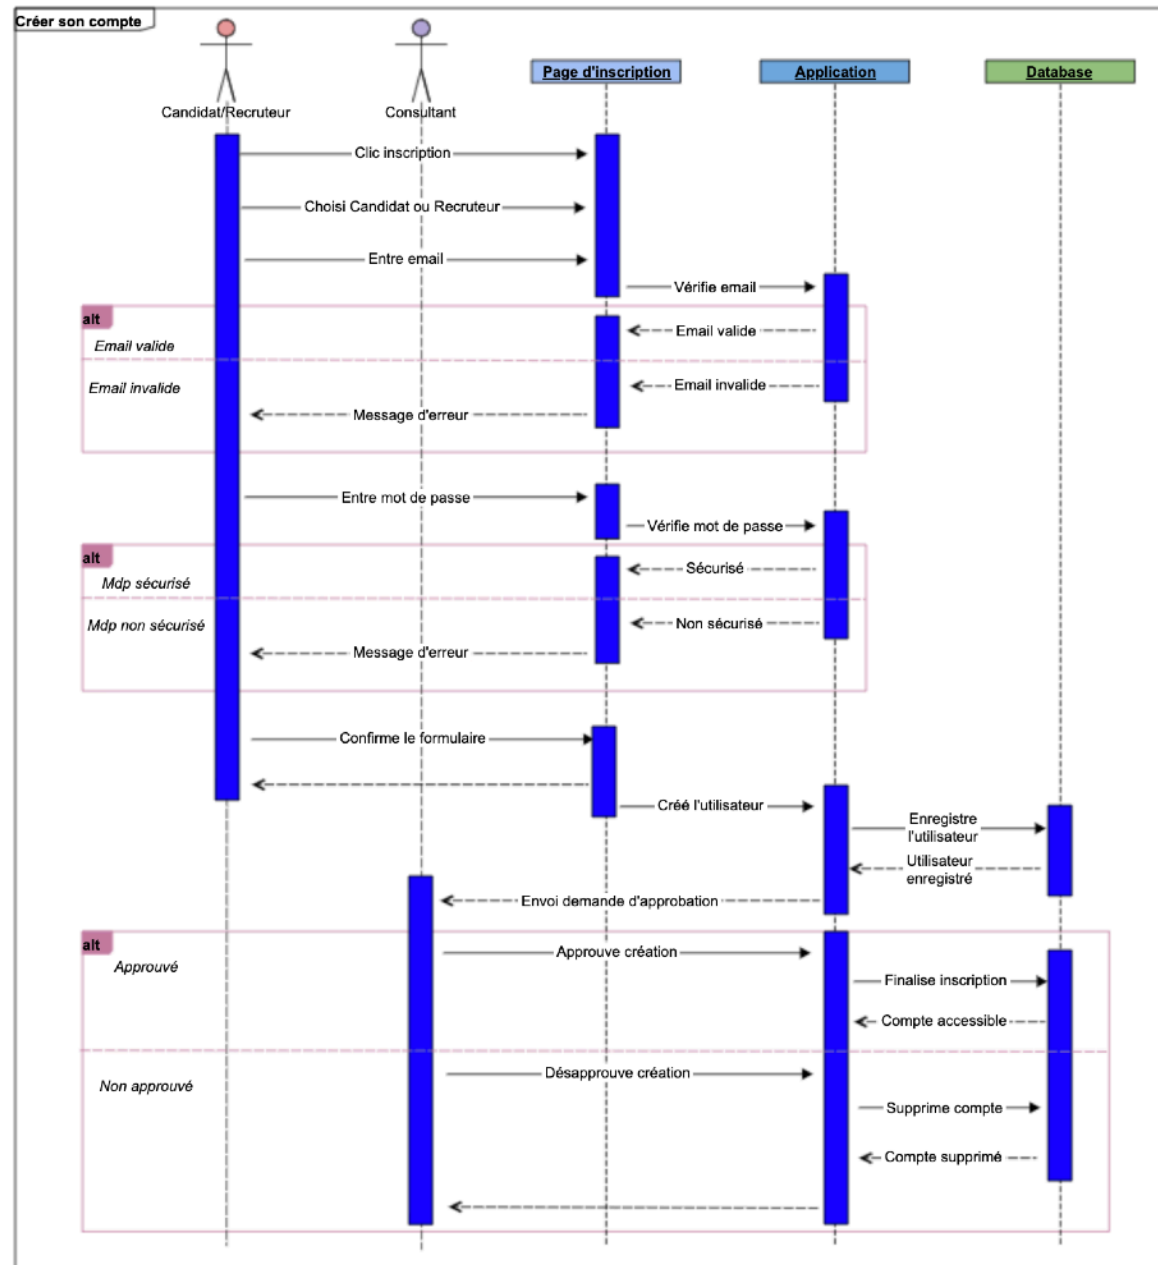 Créer son compte
Page d'inscription
Application
Database
Candidat/Recruteur
Consultant
Clic inscription
Choisi Candidat ou Recruteur
Entre email
Vérifie email
alt
Email valide
Email valide
Email invalide
Email invalide
Message d'erreur
Entre mot de passe
Vérifie mot de passe
alt
Sécurisé
Mdp sécurisé
Non sécurisé
Mdp non sécurisé
Message d'erreur
Confirme le formulaire
Créé l'utilisateur
Enregistre
l'utilisateur
Utilisateur
enregistré
Envoi demande d'approbation
alt
Approuve création
Approuvé
Finalise inscription
Compte accessible
Désapprouve création
Non approuvé
Supprime compte
Compte supprimé